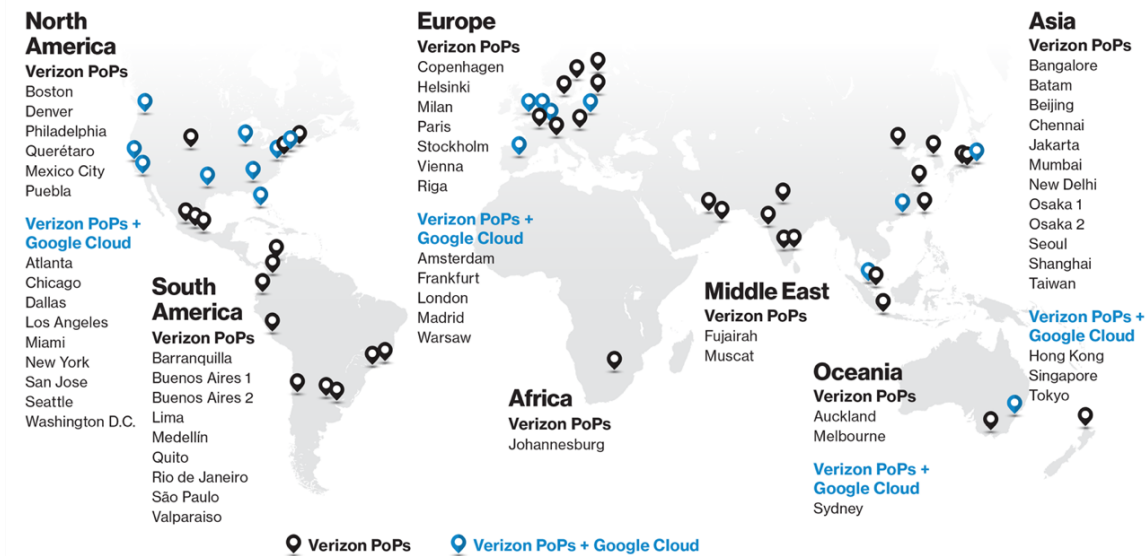 North
America
Verizon PoPs
Boston
Denver
Philadelphia
Querétaro
Mexico City
Puebla
Verizon PoPs +
Google Cloud
Atlanta
Chicago
Dallas
Los Angeles
Miami
New York
San Jose
Seattle
Washington D.C.
South
America
Verizon PoPs
Barranquilla
Buenos Aires 1
Buenos Aires 2
Lima
Medellín
Quito
Rio de Janeiro
São Paulo
Valparaiso
Europe
Verizon PoPs
Copenhagen
Helsinki
Milan
Paris
Stockholm
Vienna
Riga
Verizon PoPs +
Google Cloud
Amsterdam
Frankfurt
London
Madrid
Warsaw
Africa
Verizon PoPs
Johannesburg
Middle East
Verizon PoPs
Fujairah
Muscat
Oceania
Verizon PoPs
Auckland
Melbourne
Verizon PoPs +
Google Cloud
Sydney
Asia
Verizon PoPs
Bangalore
Batam
Beijing
Chennai
Jakarta
Mumbai
New Delhi
Osaka 1
Osaka 2
Seoul
Shanghai
Taiwan
Verizon PoPs +
Google Cloud
Hong Kong
Singapore
Tokyo
Verizon PoPs
Verizon PoPs + Google Cloud